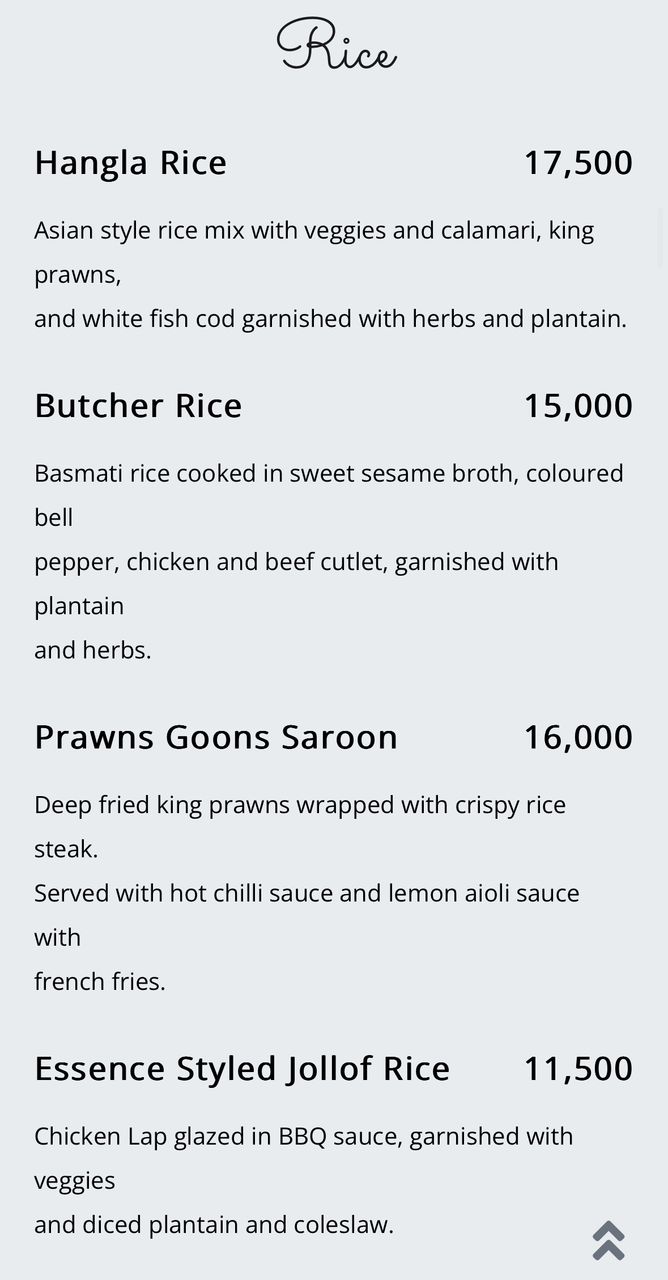 Rice
Hangla Rice 17,500
Asian style rice mix with veggies and calamari, king
prawns,
and white fish cod garnished with herbs and plantain.
Butcher Rice 15,000
Basmati rice cooked in sweet sesame broth, coloured
bell
pepper, chicken and beef cutlet, garnished with
plantain
and herbs.
Prawns Goons Saroon 16,000
Deep fried king prawns wrapped with crispy rice
steak.
Served with hot chilli sauce and lemon aioli sauce
with
french fries.
Essence Styled Jollof Rice 11,500
Chicken Lap glazed in BBQ sauce, garnished with
veggies
and diced plantain and coleslaw.